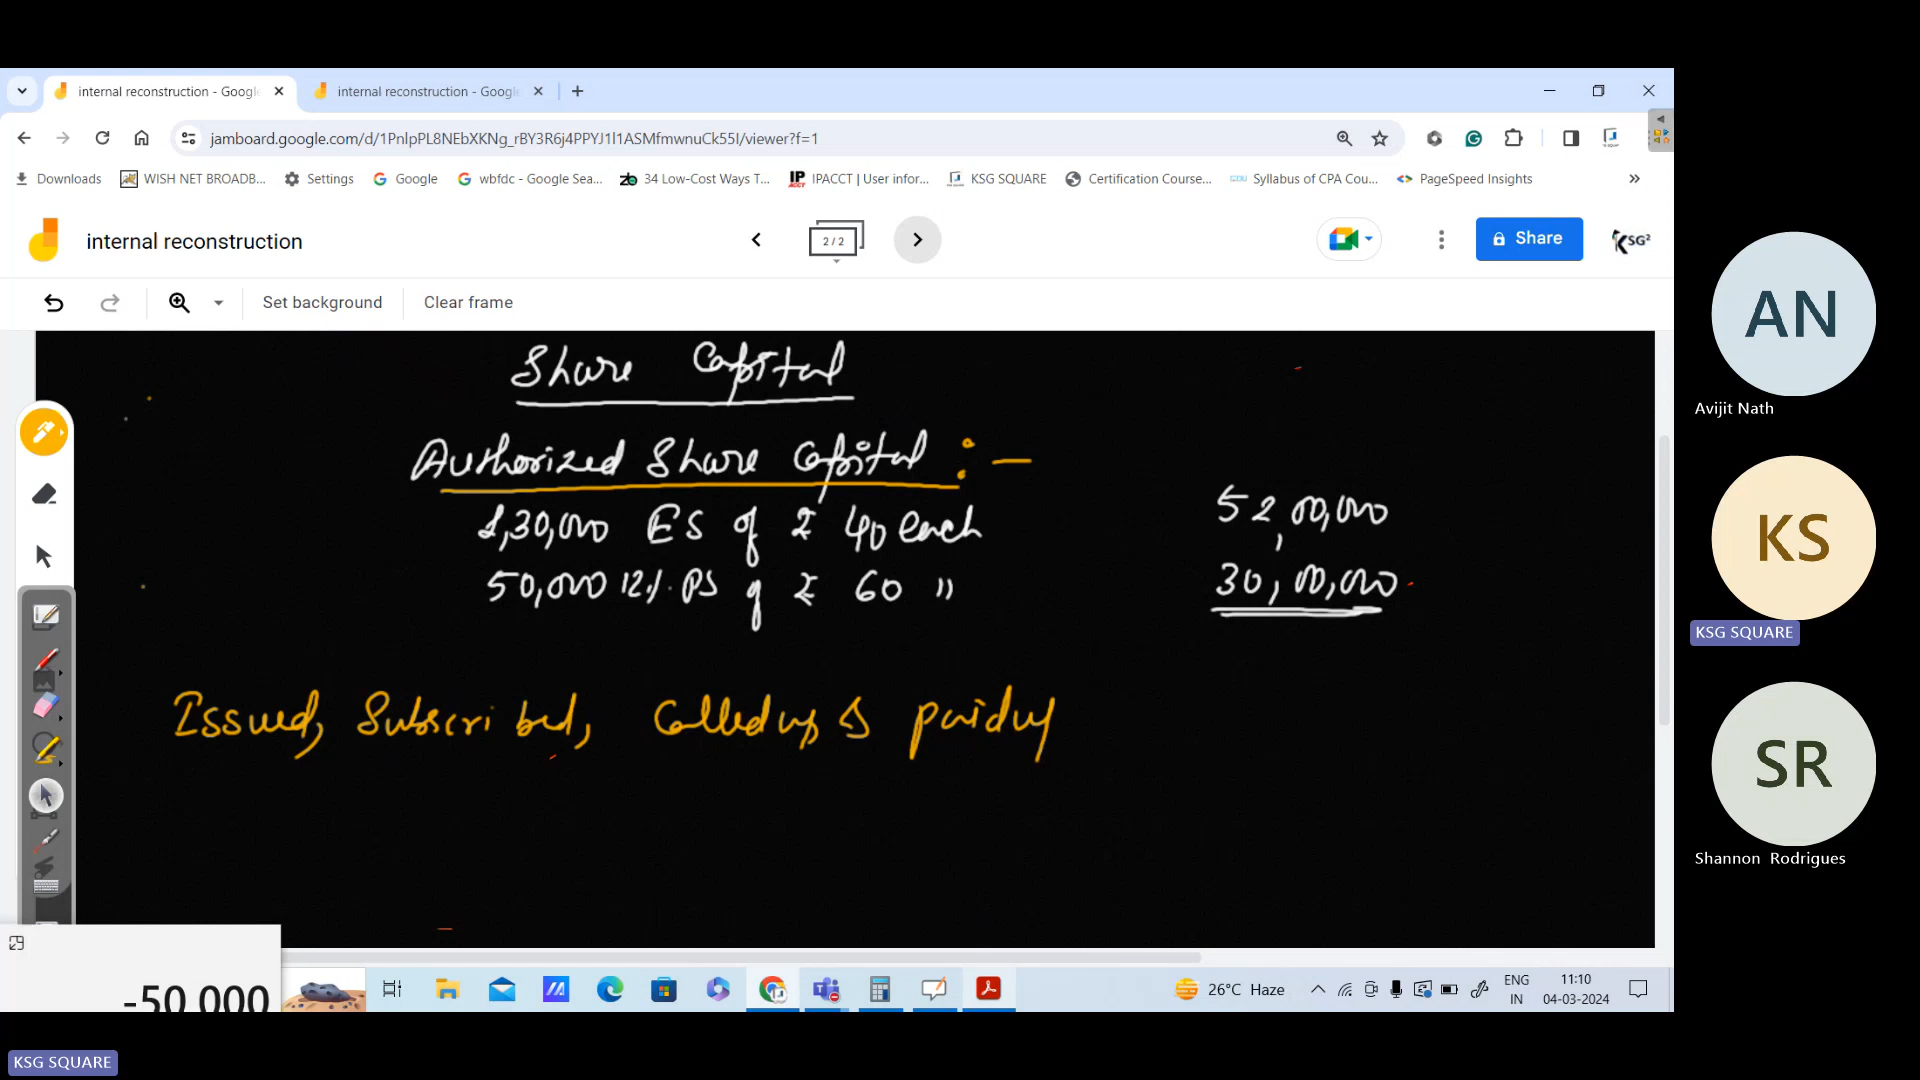 internal reconstruction - Google
internal reconstruction - Google
jamboard.google.com/d/1PnlpPL8NEbXKNg_rBY3R6j4PPYJ1l1ASMfmwnuCk55I/viewer?f=1
Downloads
WISH NET BROADB...
Settings
Google
wbfdc - Google Sea...
34 Low-Cost Ways T...
IPACCT | User infor...
KSG SQUARE
Certification Course...
Syllabus of CPA Cou...
PageSpeed Insights
internal reconstruction
2 / 2
Share
KSG²
Set background
Clear frame
Share Capital
Authorized Share Capital :-
1,30,000 ES of ₹ 40 each 52,00,000
50,000 12% PS of ₹ 60 " 30,00,000
Issued, Subscribed, Called up & paid up
-50,000
26°C Haze
ENG
IN
11:10
04-03-2024
AN
Avijit Nath
KS
KSG SQUARE
SR
Shannon Rodrigues
KSG SQUARE